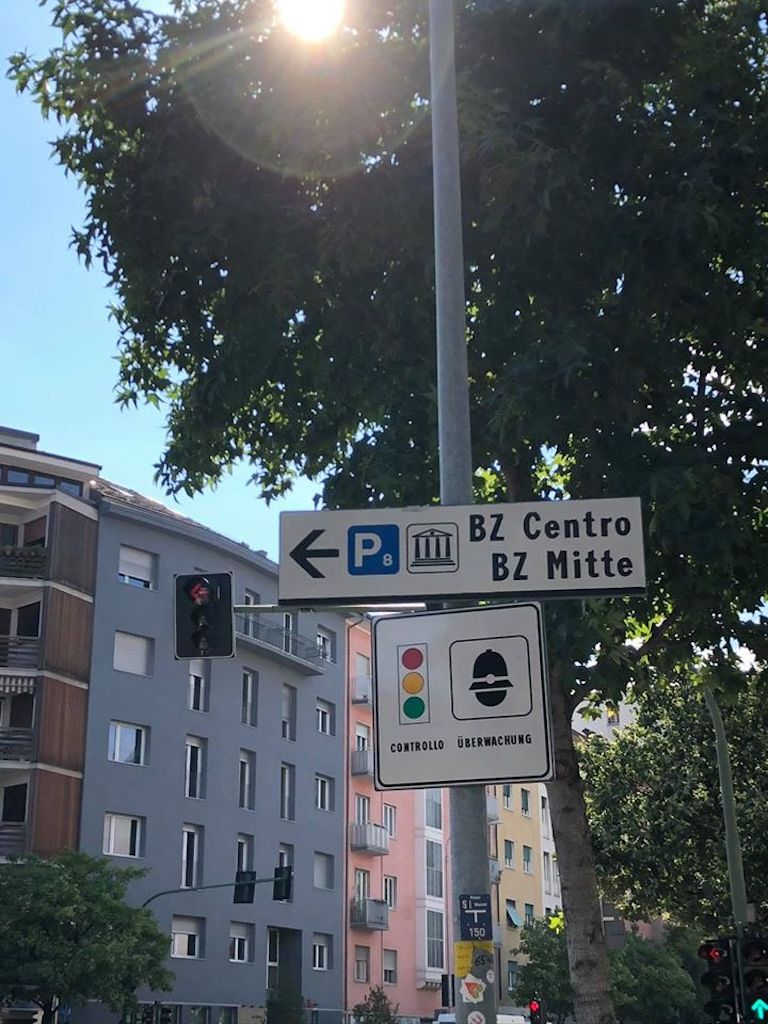 P8
BZ Centro
BZ Mitte
CONTROLLO ÜBERWACHUNG
S
150